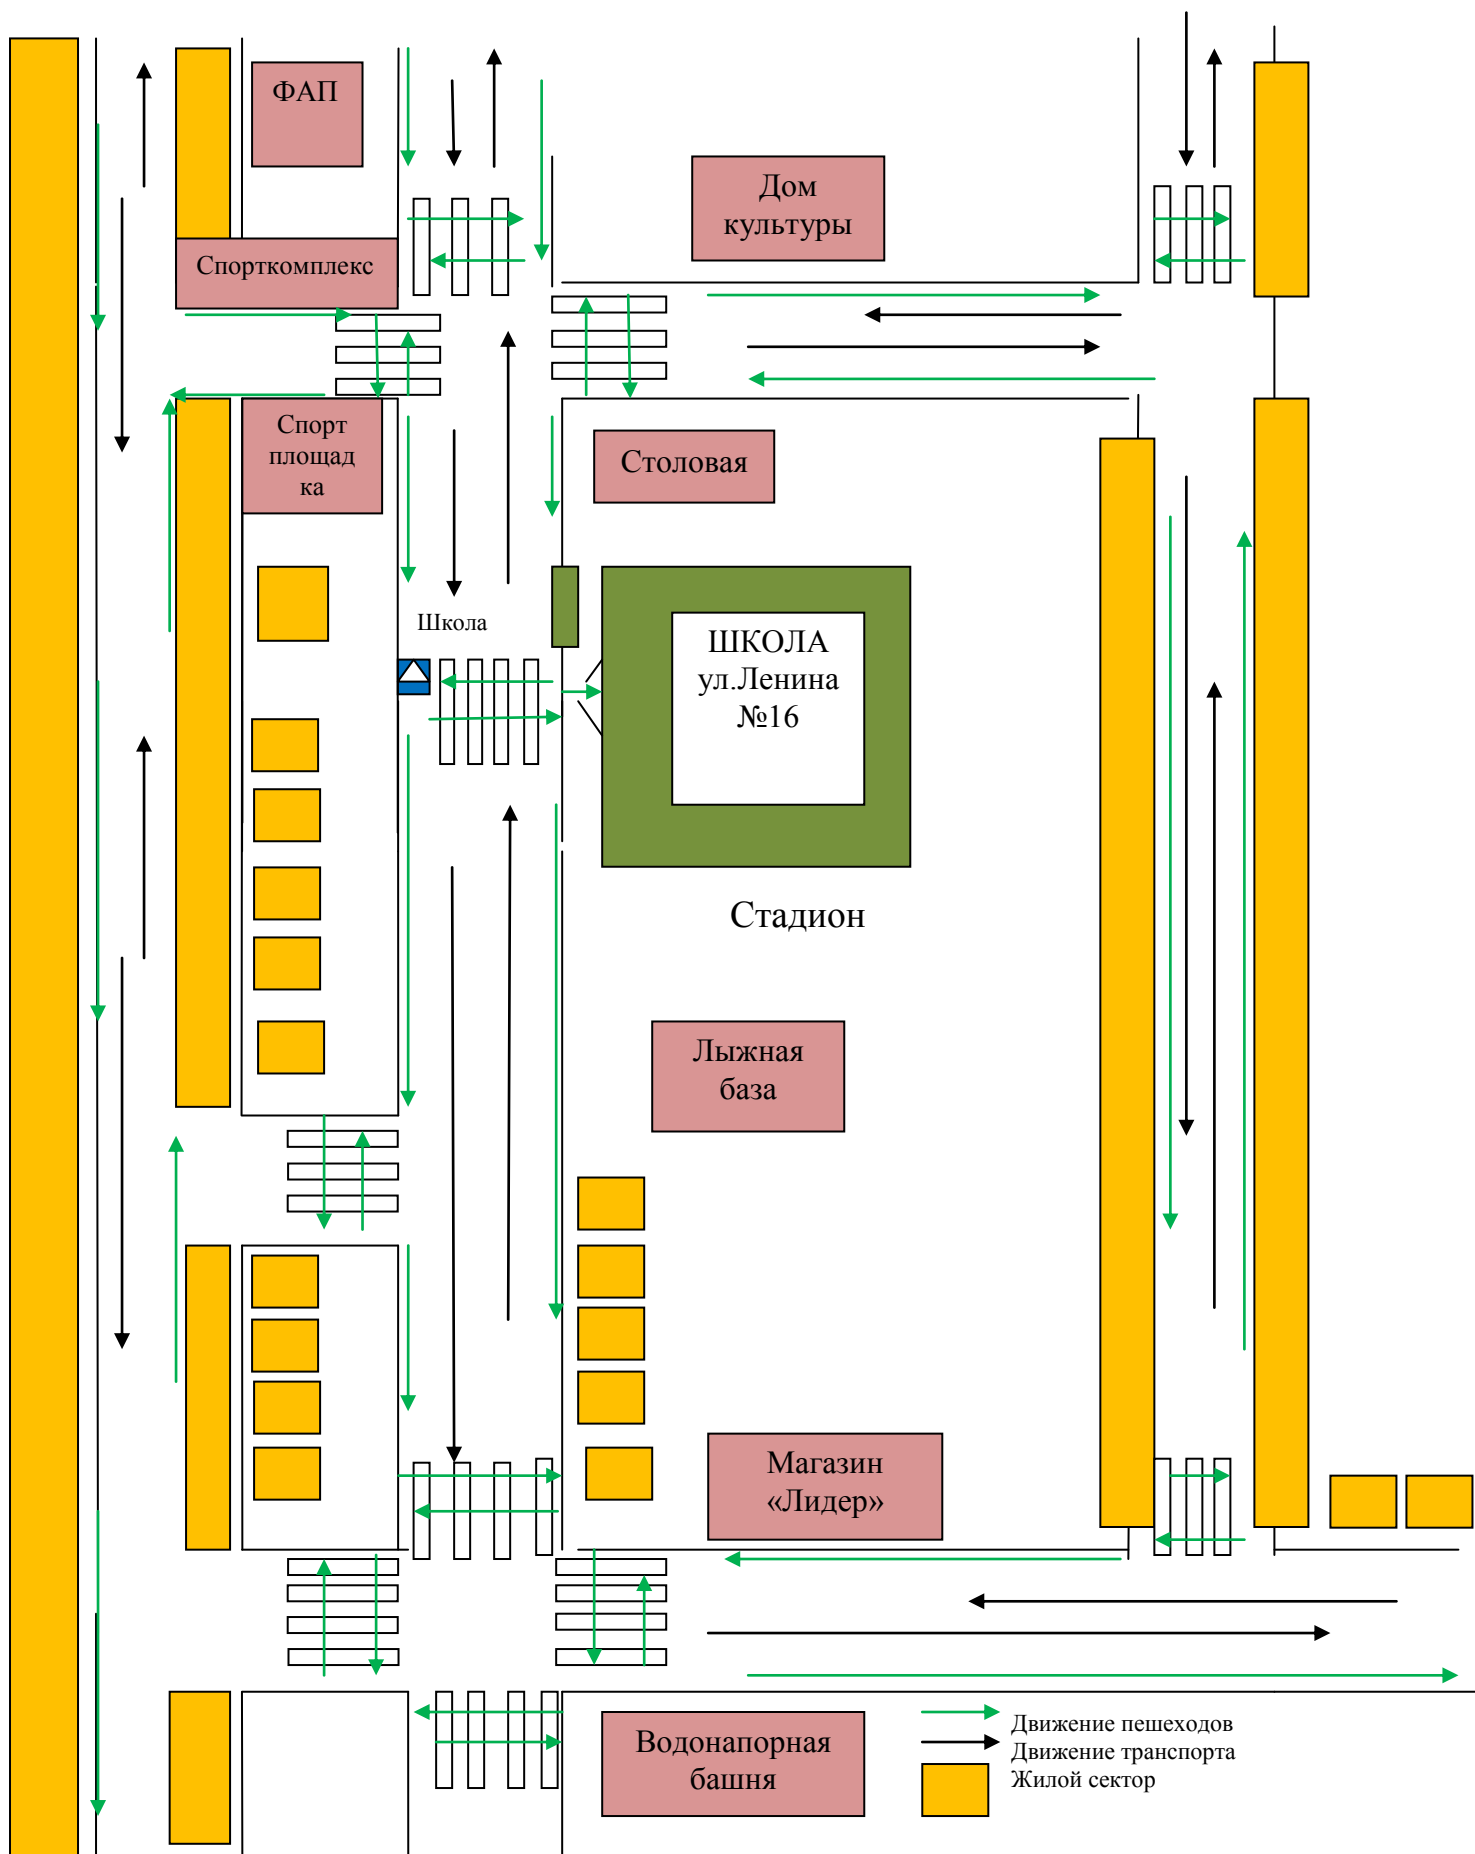 ФАП
Дом
культуры
Спорткомплекс
Спорт
площад
ка
Столовая
Школа
ШКОЛА
ул.Ленина
№16
Стадион
Лыжная
база
Магазин
«Лидер»
Водонапорная
башня
Движение пешеходов
Движение транспорта
Жилой сектор